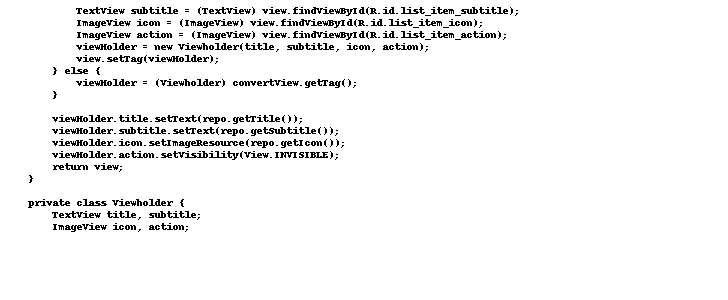 TextView subtitle = (TextView) view.findViewById(R.id.list_item_subtitle);
ImageView icon = (ImageView) view.findViewById(R.id.list_item_icon);
ImageView action = (ImageView) view.findViewById(R.id.list_item_action);
viewHolder = new Viewholder(title, subtitle, icon, action);
view.setTag(viewHolder);
} else {
viewHolder = (Viewholder) convertView.getTag();
}
viewHolder.title.setText(repo.getTitle());
viewHolder.subtitle.setText(repo.getSubtitle());
viewHolder.icon.setImageResource(repo.getIcon());
viewHolder.action.setVisibility(View.INVISIBLE);
return view;
}
private class Viewholder {
TextView title, subtitle;
ImageView icon, action;